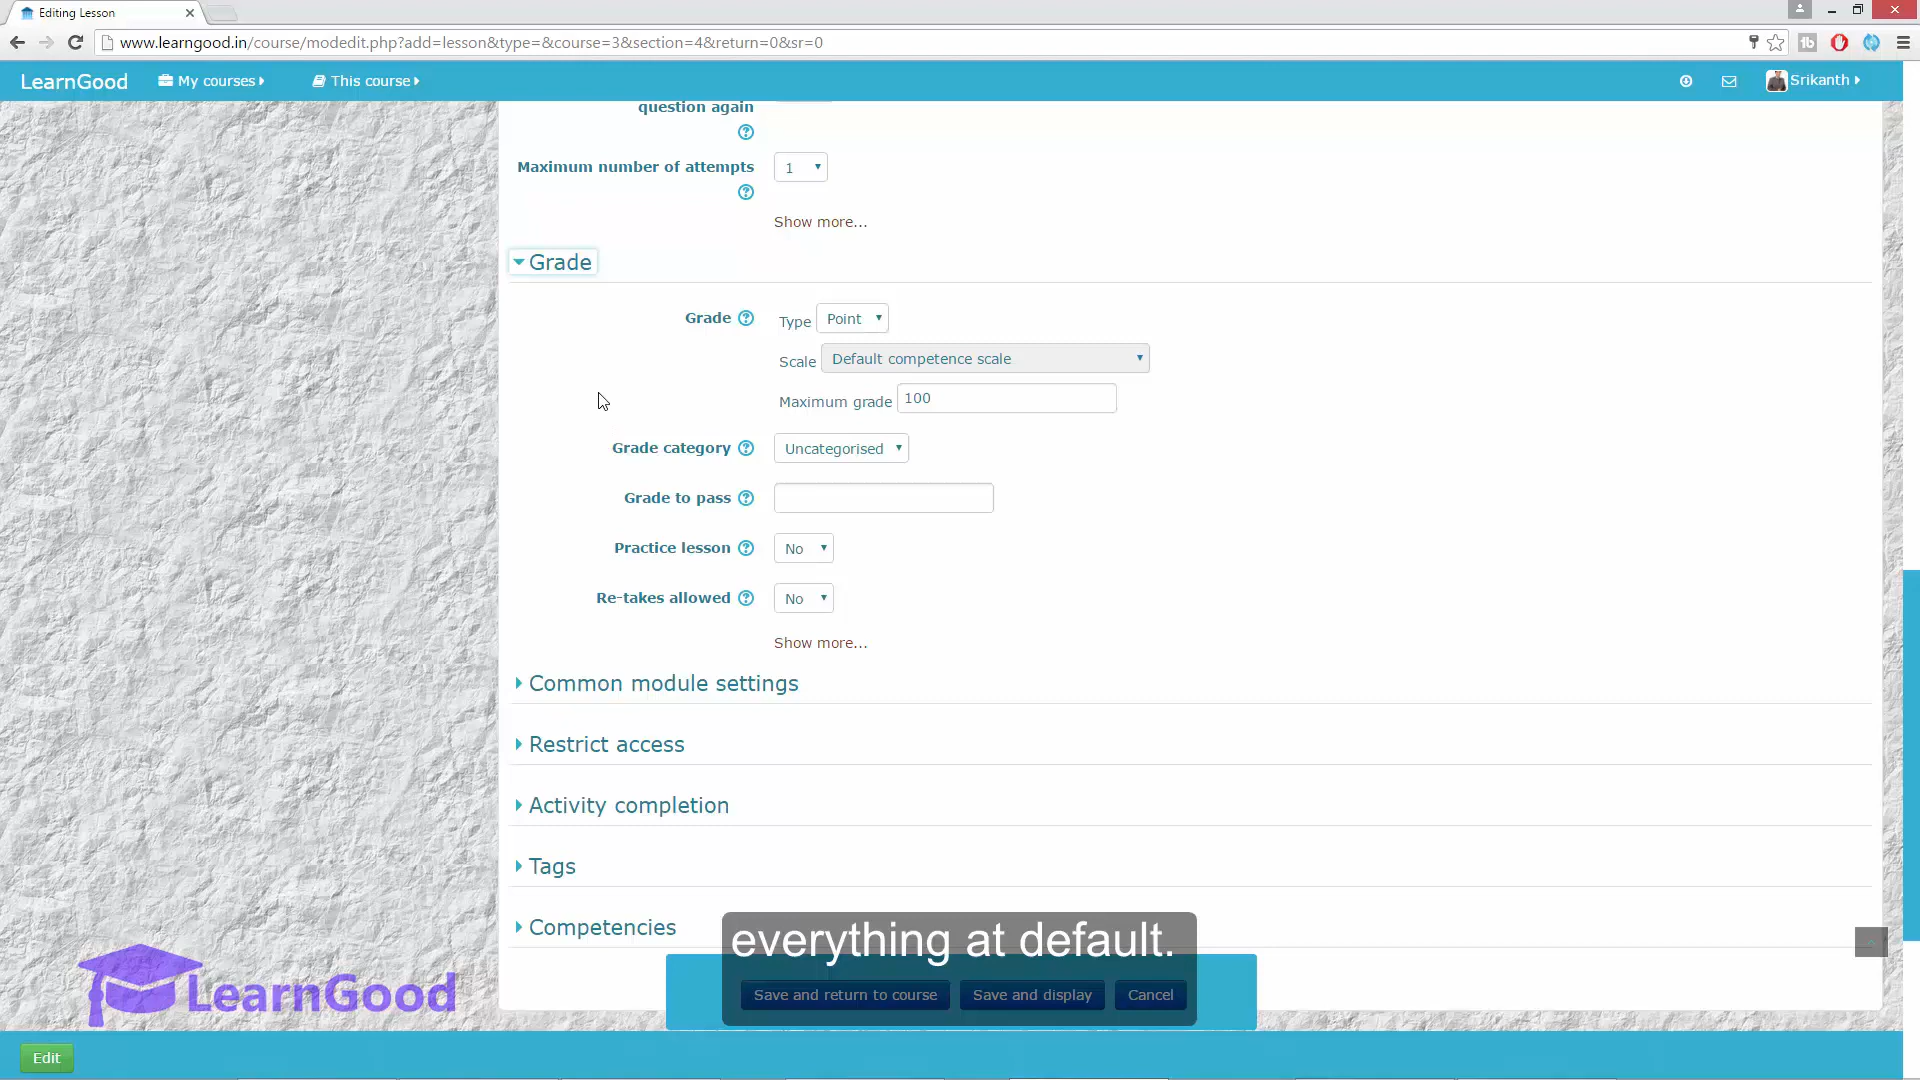 Editing Lesson
www.learngood.in/course/modedit.php?add=lesson&type=&course=3&section=4&return=0&sr=0
LearnGood My courses This course Srikanth
question again
Maximum number of attempts 1
Show more...
Grade
Grade Type Point
Scale Default competence scale
Maximum grade 100
Grade category Uncategorised
Grade to pass
Practice lesson No
Re-takes allowed No
Show more...
Common module settings
Restrict access
Activity completion
Tags
Competencies
everything at default.
Save and return to course Save and display Cancel
LearnGood
Edit